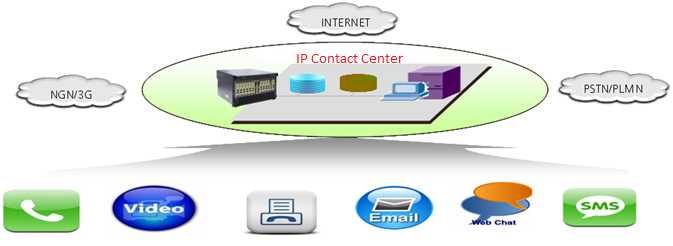 INTERNET
IP Contact Center
NGN/3G
PSTN/PLMN
Video
Email
Web Chat
SMS